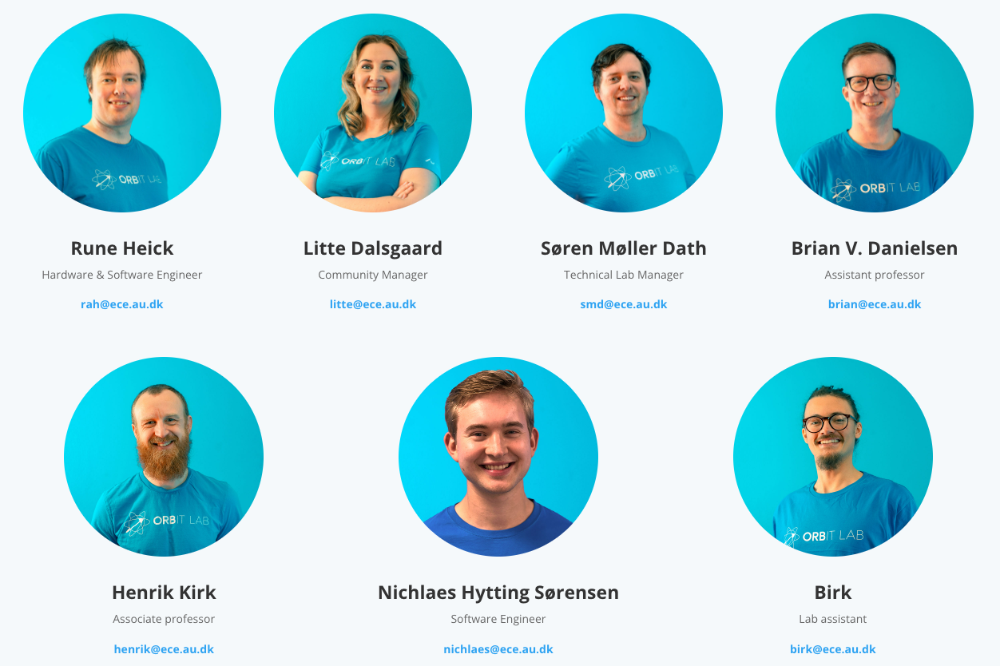 ORBIT LAB
ORBIT LAB
ORBIT LAB
ORBIT LAB
Rune Heick
Litte Dalsgaard
Søren Møller Dath
Brian V. Danielsen
Hardware & Software Engineer
Community Manager
Technical Lab Manager
Assistant professor
rah@ece.au.dk
litte@ece.au.dk
smd@ece.au.dk
brian@ece.au.dk
ORBIT LAB
ORBIT LAB
Henrik Kirk
Nichlaes Hytting Sørensen
Birk
Associate professor
Software Engineer
Lab assistant
henrik@ece.au.dk
nichlaes@ece.au.dk
birk@ece.au.dk